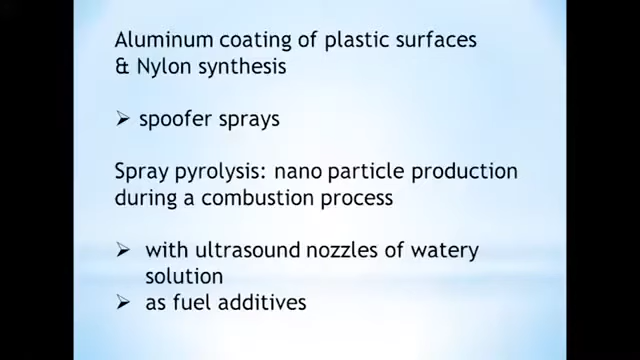 Aluminum coating of plastic surfaces
& Nylon synthesis
➢ spoofer sprays
Spray pyrolysis: nano particle production
during a combustion process
➢ with ultrasound nozzles of watery
solution
➢ as fuel additives